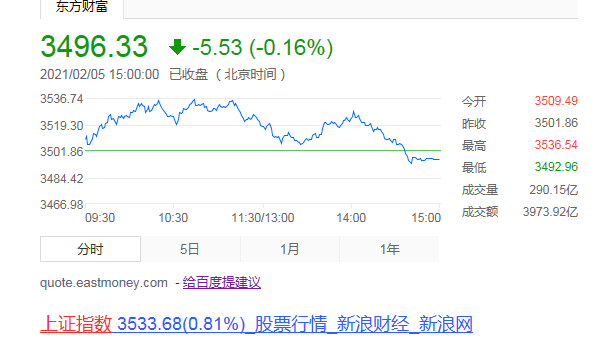 东方财富
3496.33 -5.53 (-0.16%)
2021/02/05 15:00:00 已收盘 ( 北京时间 )
3536.74
3519.30
3501.86
3484.42
3466.98
09:30 10:30 11:30/13:00 14:00 15:00
今开 3509.49
昨收 3501.86
最高 3536.54
最低 3492.96
成交量 290.15亿
成交额 3973.92亿
分时 5日 1月 1年
quote.eastmoney.com - 给百度提建议
上证指数 3533.68(0.81%)_股票行情_新浪财经_新浪网